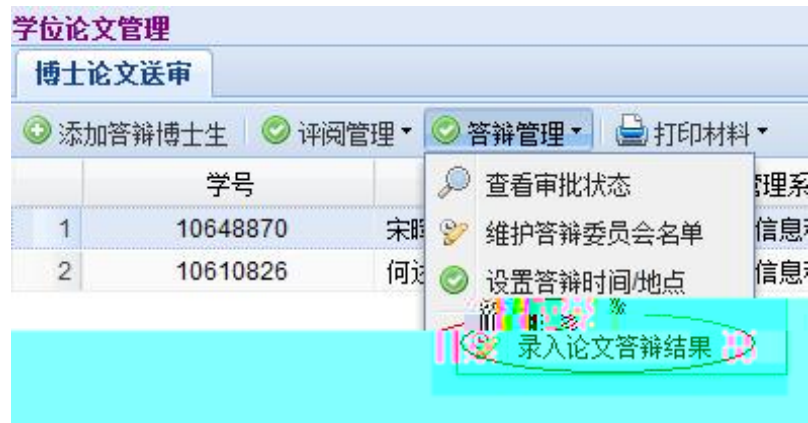 学位论文管理
博士论文送审
添加答辩博士生 评阅管理 答辩管理 打印材料
学号
查看审批状态
管理系
1 10648870
维护答辩委员会名单
信息
2 10610826 何
设置答辩时间/地点
信息
录入论文答辩结果